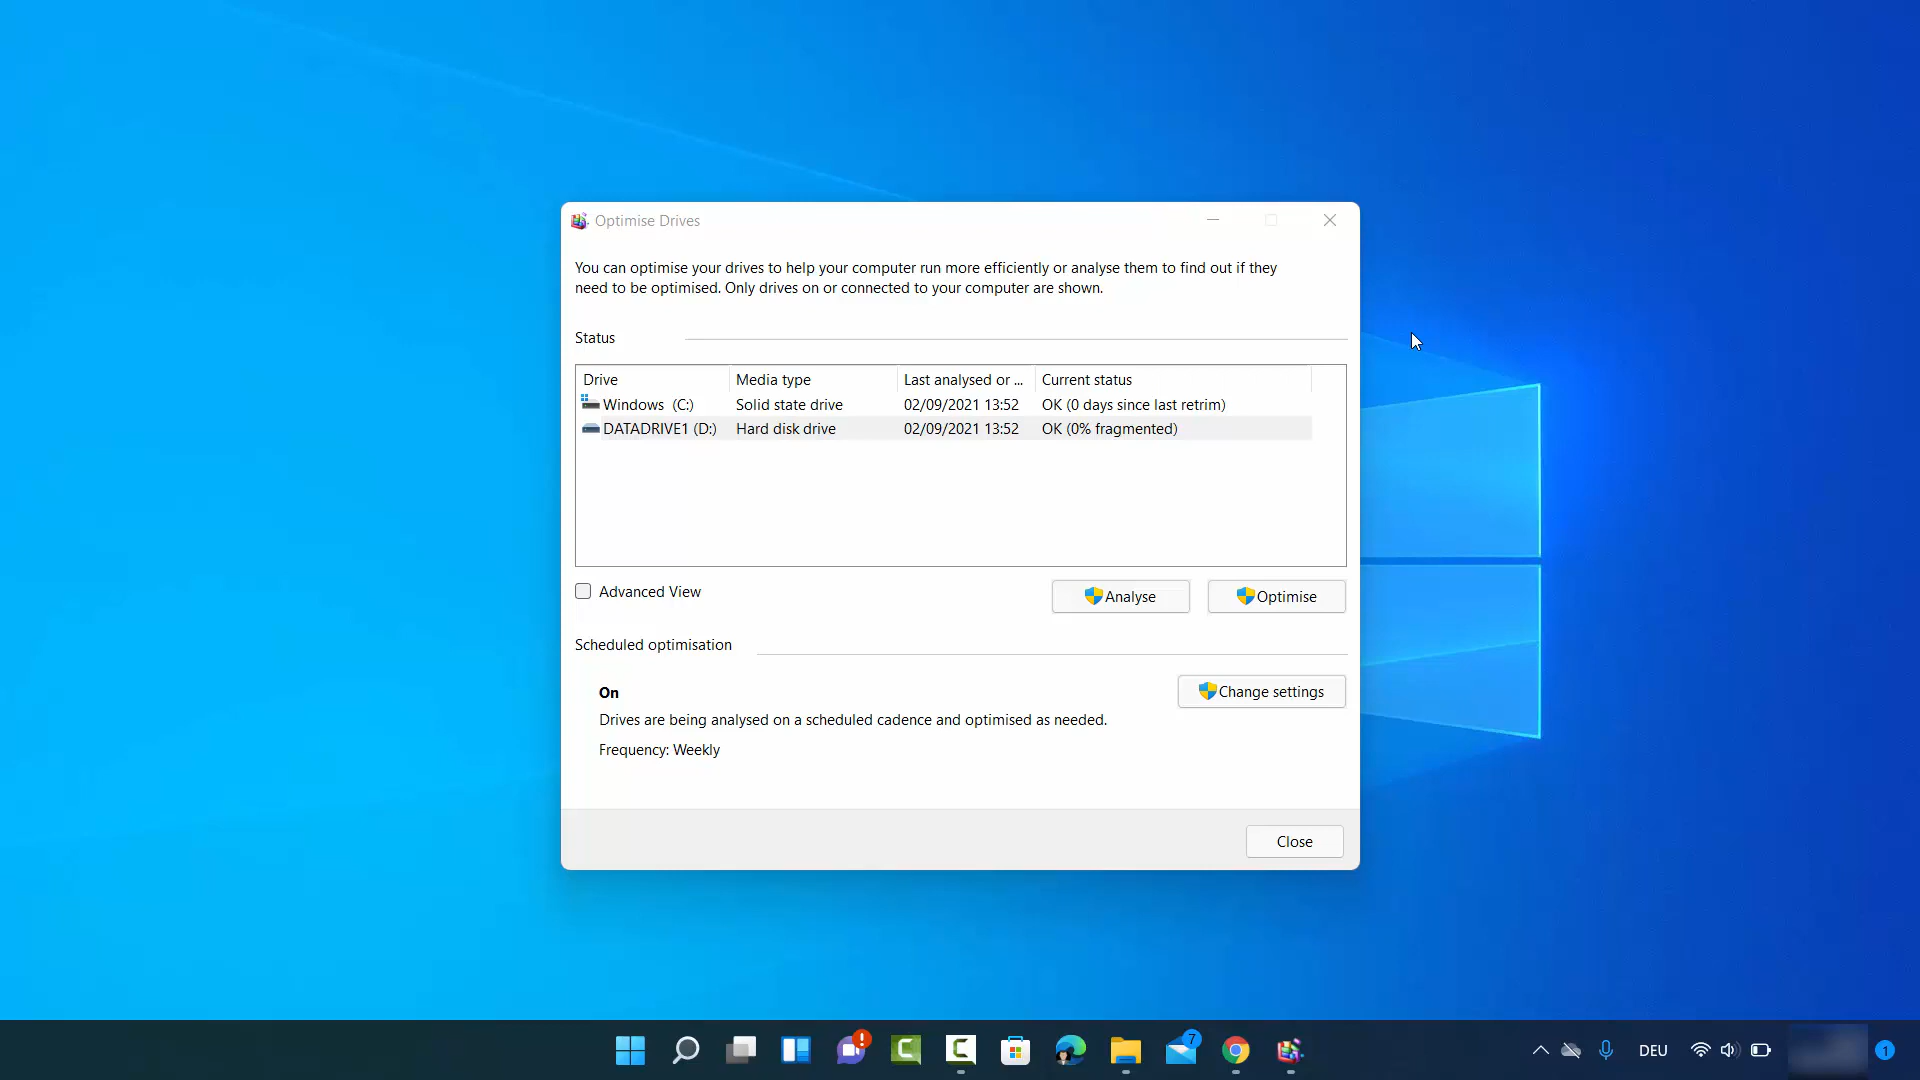 Optimise Drives
You can optimise your drives to help your computer run more efficiently or analyse them to find out if they
need to be optimised. Only drives on or connected to your computer are shown.
Status
Drive Media type Last analysed or ... Current status
Windows (C:) Solid state drive 02/09/2021 13:52 OK (0 days since last retrim)
DATADRIVE1 (D:) Hard disk drive 02/09/2021 13:52 OK (0% fragmented)
Advanced View
Analyse
Optimise
Scheduled optimisation
On
Change settings
Drives are being analysed on a scheduled cadence and optimised as needed.
Frequency: Weekly
Close
!
7
DEU
1